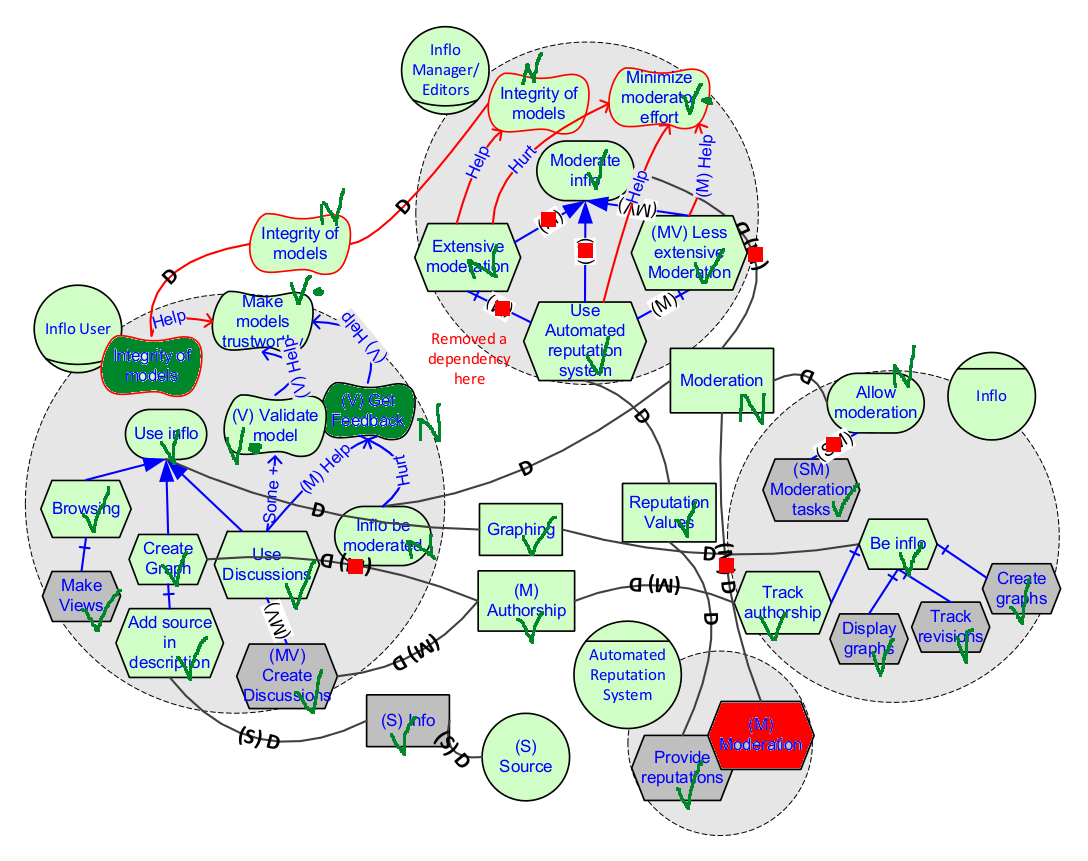 Inflo
Manager/
Editors
N
Integrity of
models
Minimize
moderator
effort
Help
Hurt
Help
(M) Help
Moderate
inflo
(MV)
N
Integrity of
models
D
D
Extensive
moderation
N
(MV) Less
extensive
Moderation
(M)
Use
Automated
reputation
system
Removed a
dependency
here
Inflo User
Help
Make
models
trustworthy
(V) Help
(V) Help
Integrity of
models
(V) Get
Feedback
N
(V) Validate
model
Use inflo
Some +
(M) Help
Hurt
Moderation
N
D
D
D
Allow
moderation
N
Inflo
(SM)
Moderation
tasks
Browsing
Create
Graph
Use
Discussions
Inflo be
moderated
N
D
Graphing
Reputation
Values
D
Be inflo
Make
Views
Add source
in
description
(MV)
(MV)
Create
Discussions
D
(M)
Authorship
(M) D
(M) D
Track
authorship
Display
graphs
Track
revisions
Create
graphs
D
D
Automated
Reputation
System
(S) D
(S) Info
(S) D
(S)
Source
Provide
reputations
(M)
Moderation